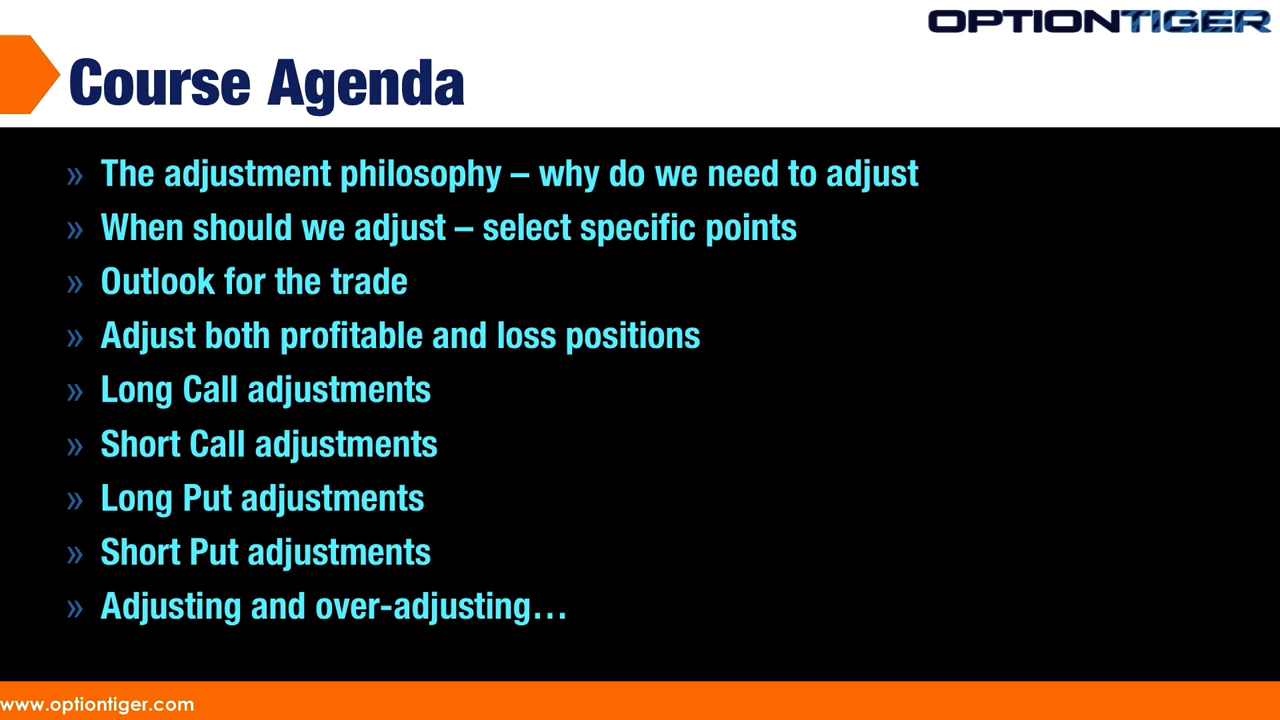 OPTIONTIGER
Course Agenda
» The adjustment philosophy – why do we need to adjust
» When should we adjust – select specific points
» Outlook for the trade
» Adjust both profitable and loss positions
» Long Call adjustments
» Short Call adjustments
» Long Put adjustments
» Short Put adjustments
» Adjusting and over-adjusting…
www.optiontiger.com